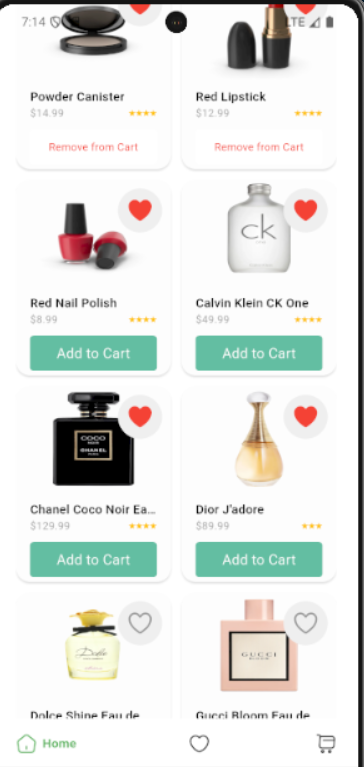 7:14 LTE
Powder Canister Red Lipstick
$14.99 $12.99
Remove from Cart Remove from Cart
ck
Red Nail Polish Calvin Klein CK One
$8.99 $49.99
Add to Cart Add to Cart
COCO
NOIR
CHANEL
PARIS
Chanel Coco Noir Ea... Dior J'adore
$129.99 $89.99
Add to Cart Add to Cart
Dolce
GUCCI
Dolce Shine Eau de Gucci Bloom Eau de
Home